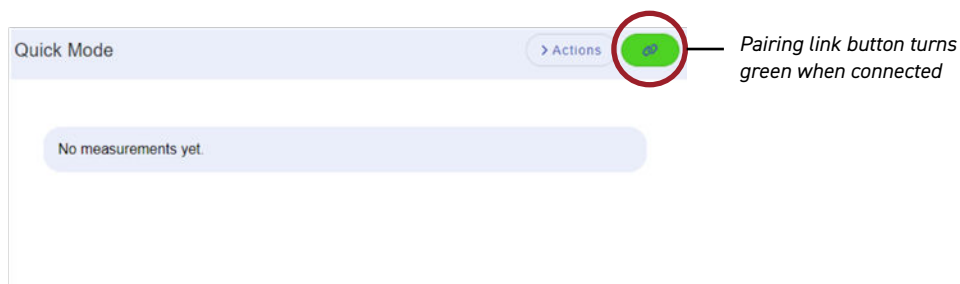 Quick Mode
> Actions
Pairing link button turns
green when connected
No measurements yet.